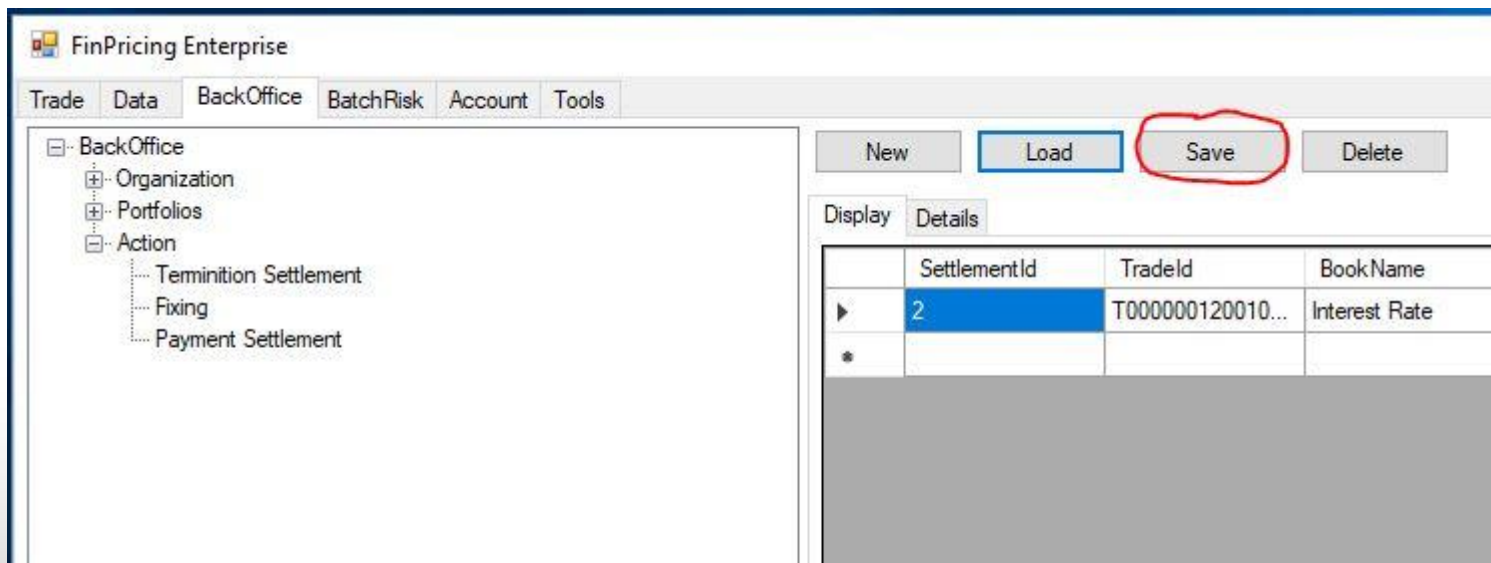 FinPricing Enterprise
Trade Data BackOffice BatchRisk Account Tools
BackOffice
Organization
Portfolios
Action
Terminition Settlement
Fixing
Payment Settlement
New Load Save Delete
Display Details
SettlementId TradeId BookName
2 T000000120010... Interest Rate